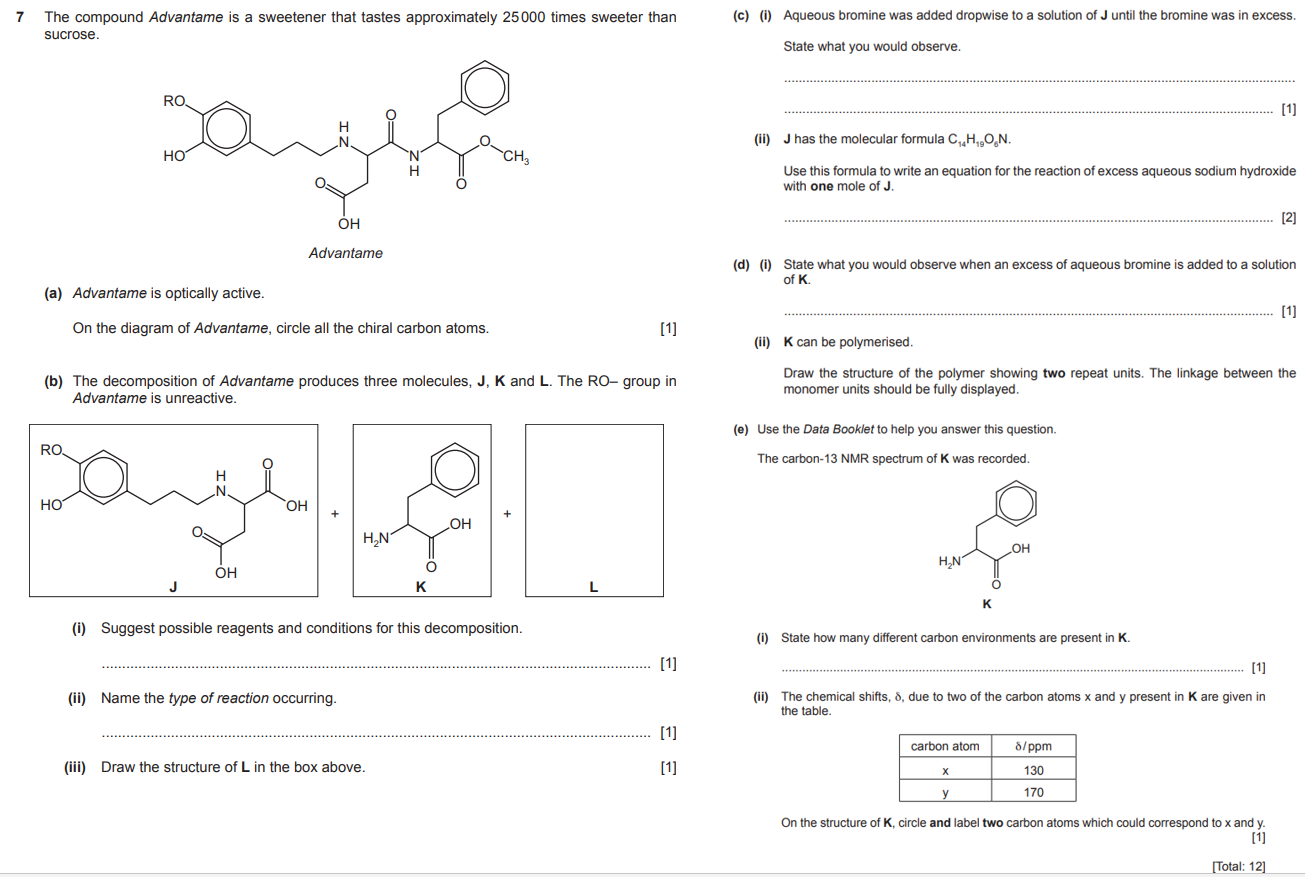 7 The compound Advantame is a sweetener that tastes approximately 25000 times sweeter than
sucrose.
RO
HO
H
N
O
N
H
O
CH3
O
O
OH
Advantame
(a) Advantame is optically active.
On the diagram of Advantame, circle all the chiral carbon atoms. [1]
(b) The decomposition of Advantame produces three molecules, J, K and L. The RO– group in
Advantame is unreactive.
RO
HO
H
N
O
OH
O
OH
J
+
H2N
OH
O
K
+
L
(i) Suggest possible reagents and conditions for this decomposition.
[1]
(ii) Name the type of reaction occurring.
[1]
(iii) Draw the structure of L in the box above. [1]
(c) (i) Aqueous bromine was added dropwise to a solution of J until the bromine was in excess.
State what you would observe.
[1]
(ii) J has the molecular formula C14H19O6N.
Use this formula to write an equation for the reaction of excess aqueous sodium hydroxide
with one mole of J.
[2]
(d) (i) State what you would observe when an excess of aqueous bromine is added to a solution
of K.
[1]
(ii) K can be polymerised.
Draw the structure of the polymer showing two repeat units. The linkage between the
monomer units should be fully displayed.
(e) Use the Data Booklet to help you answer this question.
The carbon-13 NMR spectrum of K was recorded.
H2N
OH
O
K
(i) State how many different carbon environments are present in K.
[1]
(ii) The chemical shifts, δ, due to two of the carbon atoms x and y present in K are given in
the table.
carbon atom δ/ppm
x 130
y 170
On the structure of K, circle and label two carbon atoms which could correspond to x and y.
[1]
[Total: 12]